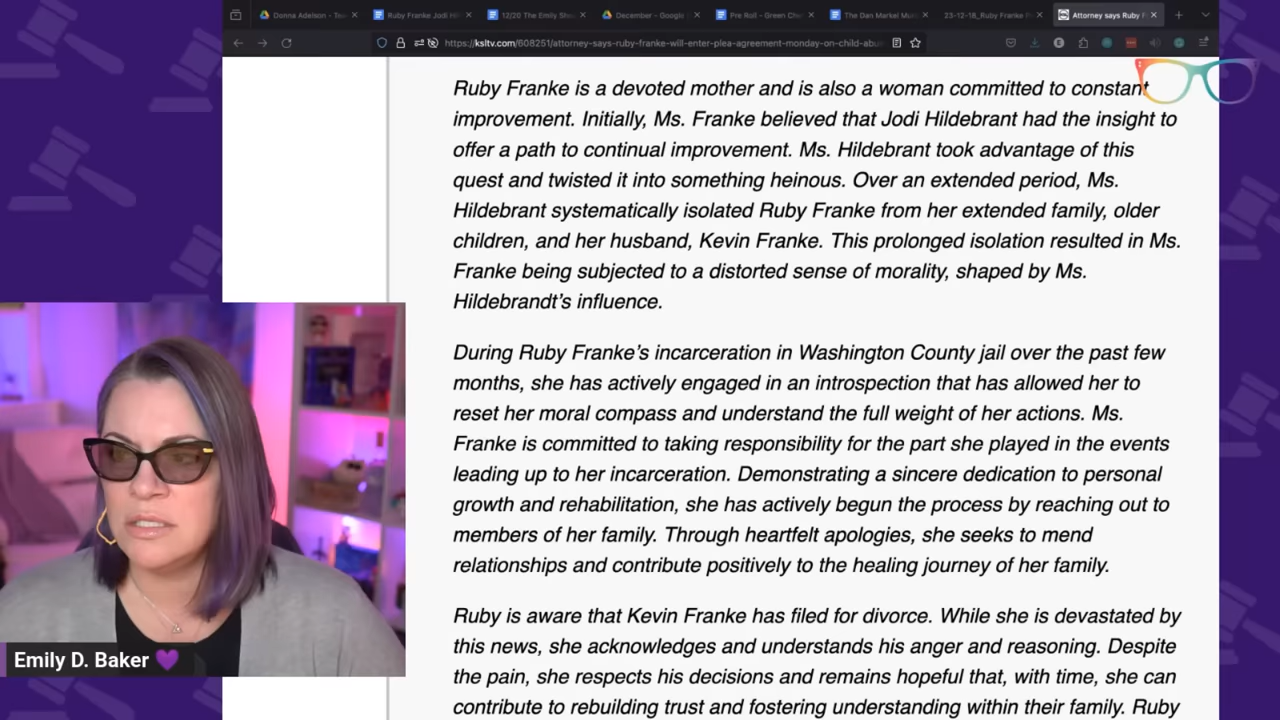 Donna Adelson - Tow
Ruby Franke Jodi Hi
12/20 The Emily Sho
December – Google
Pre Roll - Green Ch
The Dan Markel Mu
23-12-18_Ruby Franke
Attorney says Ruby F
https://ksltv.com/608251/attorney-says-ruby-franke-will-enter-plea-agreement-monday-on-child-abu
Ruby Franke is a devoted mother and is also a woman committed to constant
improvement. Initially, Ms. Franke believed that Jodi Hildebrant had the insight to
offer a path to continual improvement. Ms. Hildebrant took advantage of this
quest and twisted it into something heinous. Over an extended period, Ms.
Hildebrant systematically isolated Ruby Franke from her extended family, older
children, and her husband, Kevin Franke. This prolonged isolation resulted in Ms.
Franke being subjected to a distorted sense of morality, shaped by Ms.
Hildebrandt’s influence.
During Ruby Franke’s incarceration in Washington County jail over the past few
months, she has actively engaged in an introspection that has allowed her to
reset her moral compass and understand the full weight of her actions. Ms.
Franke is committed to taking responsibility for the part she played in the events
leading up to her incarceration. Demonstrating a sincere dedication to personal
growth and rehabilitation, she has actively begun the process by reaching out to
members of her family. Through heartfelt apologies, she seeks to mend
relationships and contribute positively to the healing journey of her family.
Ruby is aware that Kevin Franke has filed for divorce. While she is devastated by
this news, she acknowledges and understands his anger and reasoning. Despite
the pain, she respects his decisions and remains hopeful that, with time, she can
contribute to rebuilding trust and fostering understanding within their family. Ruby
Emily D. Baker 💜